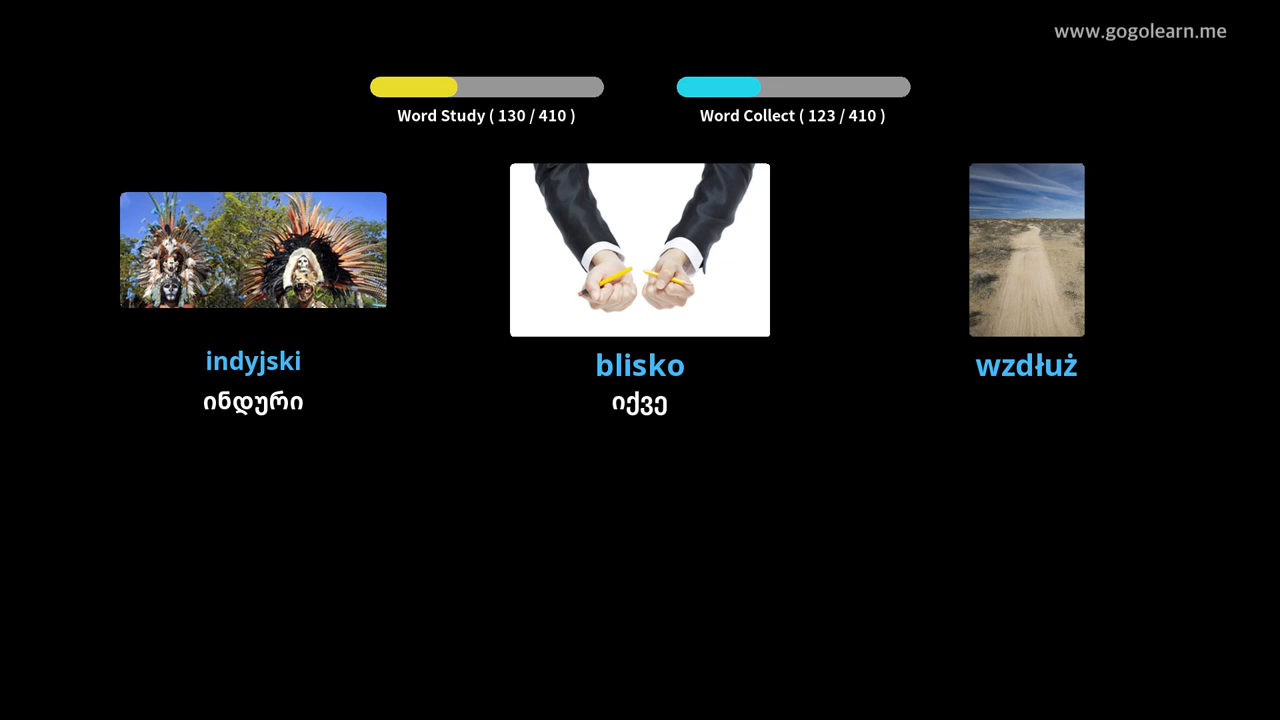 www.gogolearn.me
Word Study ( 130 / 410 )
Word Collect ( 123 / 410 )
indyjski
ინდური
blisko
იქვე
wzdłuż